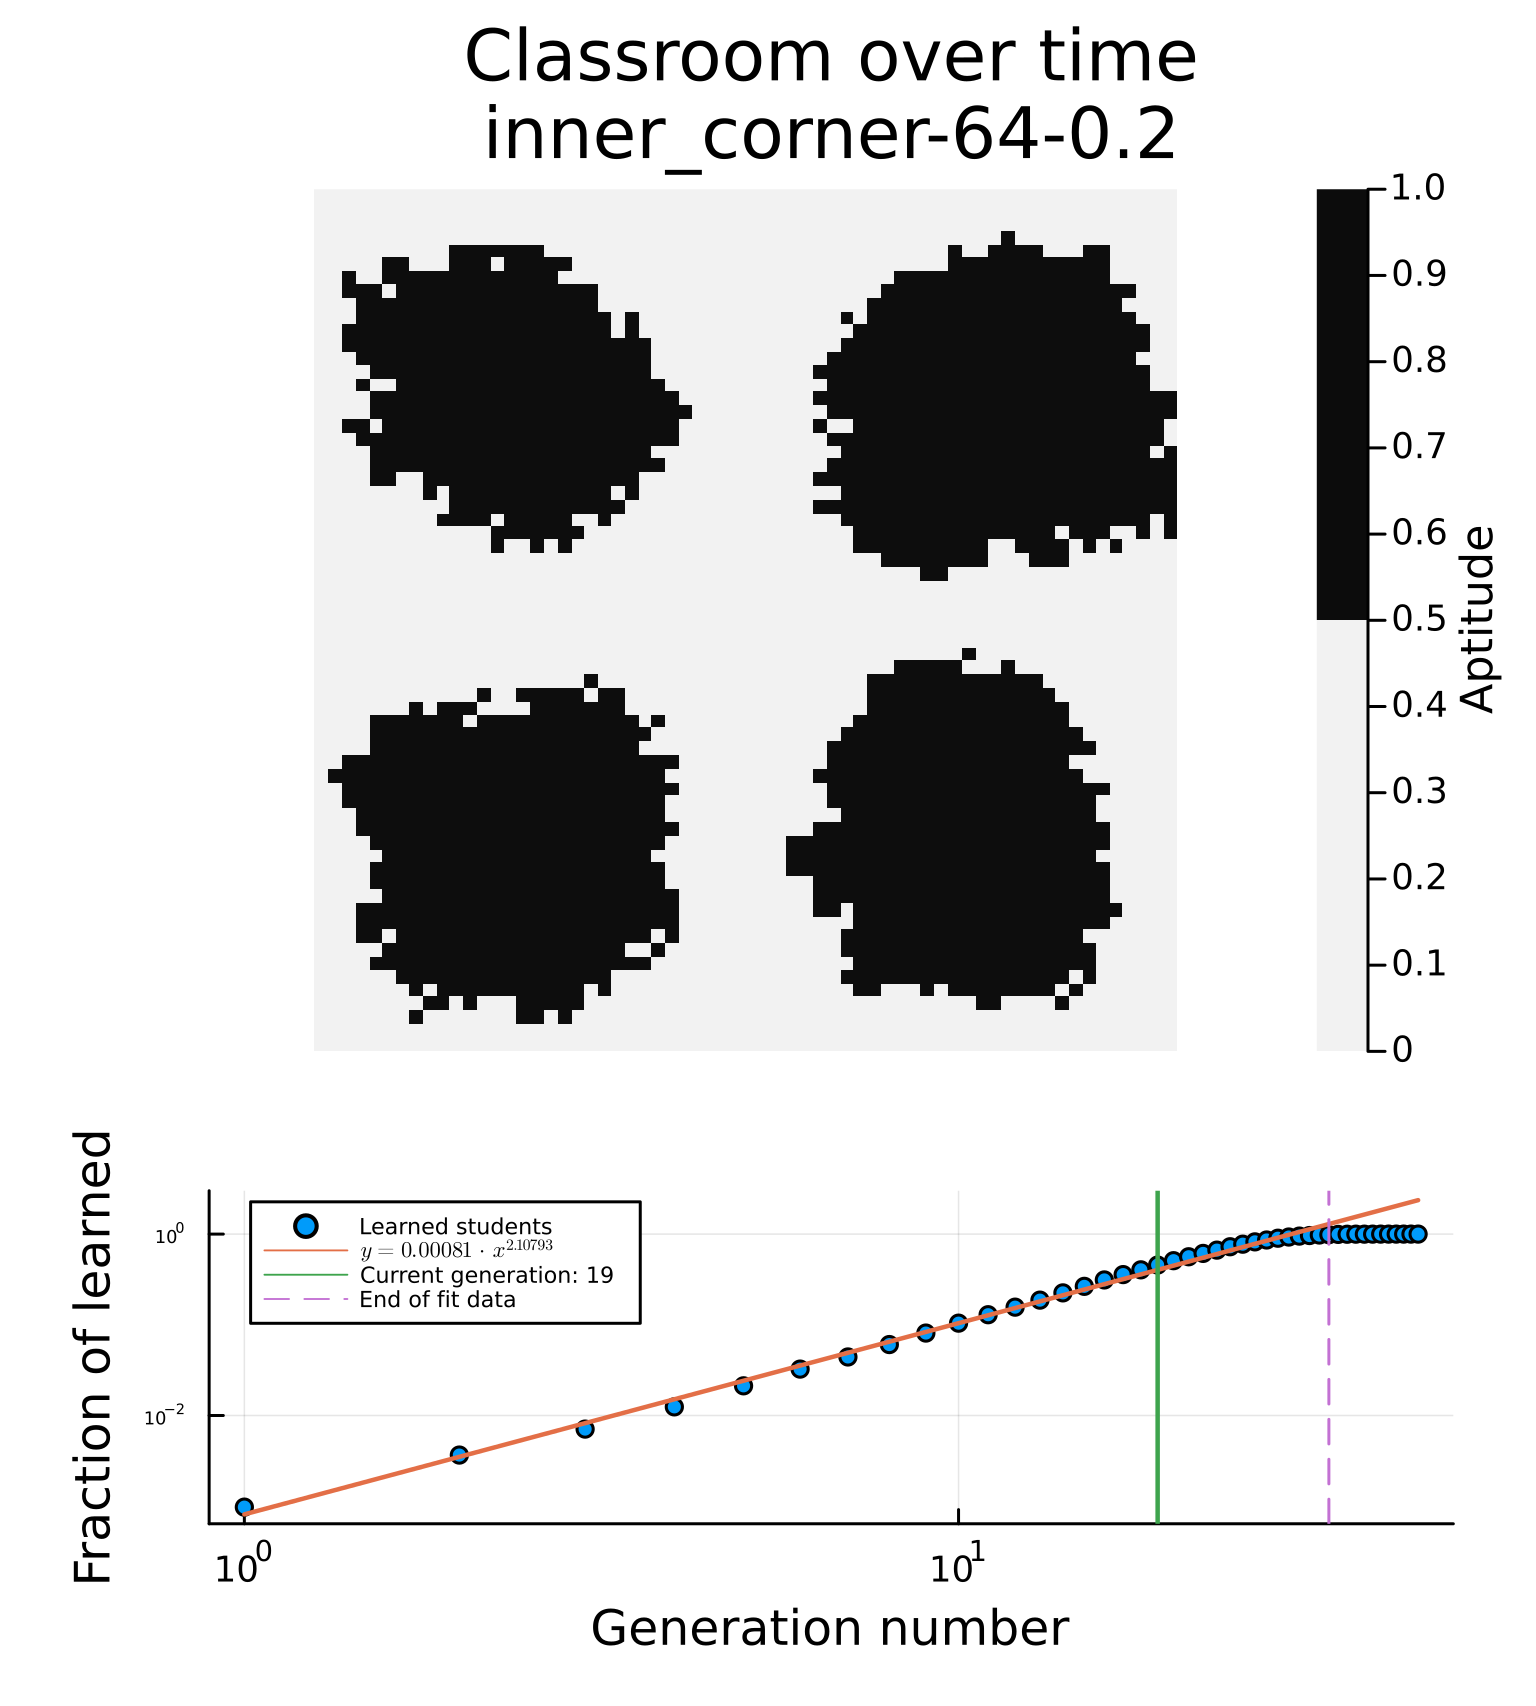 Classroom over time
inner_corner-64-0.2
1.0
0.9
0.8
0.7
0.6
0.5
0.4
0.3
0.2
0.1
0
Aptitude
Fraction of learned
10^0
10^-2
Learned students
y = 0.00081 · x^2.10793
Current generation: 19
End of fit data
10^0
10^1
Generation number